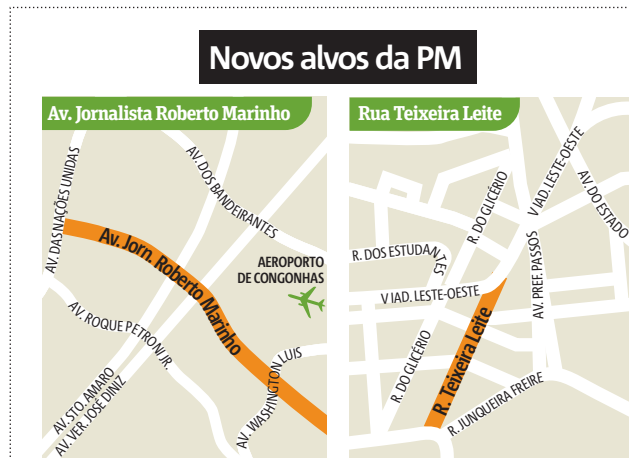 Novos alvos da PM
Av. Jornalista Roberto Marinho
AV. DAS NAÇÕES UNIDAS
AV. DOS BANDEIRANTES
Av. Jorn. Roberto Marinho
AEROPORTO
DE CONGONHAS
AV. ROQUE PETRONI JR.
AV. STO. AMARO
AV. VER. JOSÉ DINIZ
AV. WASHINGTON LUIS
Rua Teixeira Leite
R. DO GLICÉRIO
V IAD. LESTE-OESTE
AV. DO ESTADO
R. DOS ESTUDANTES
V IAD. LESTE-OESTE
AV. PREF. PASSOS
R. DO GLICÉRIO
R. Teixeira Leite
R. JUNQUEIRA FREIRE